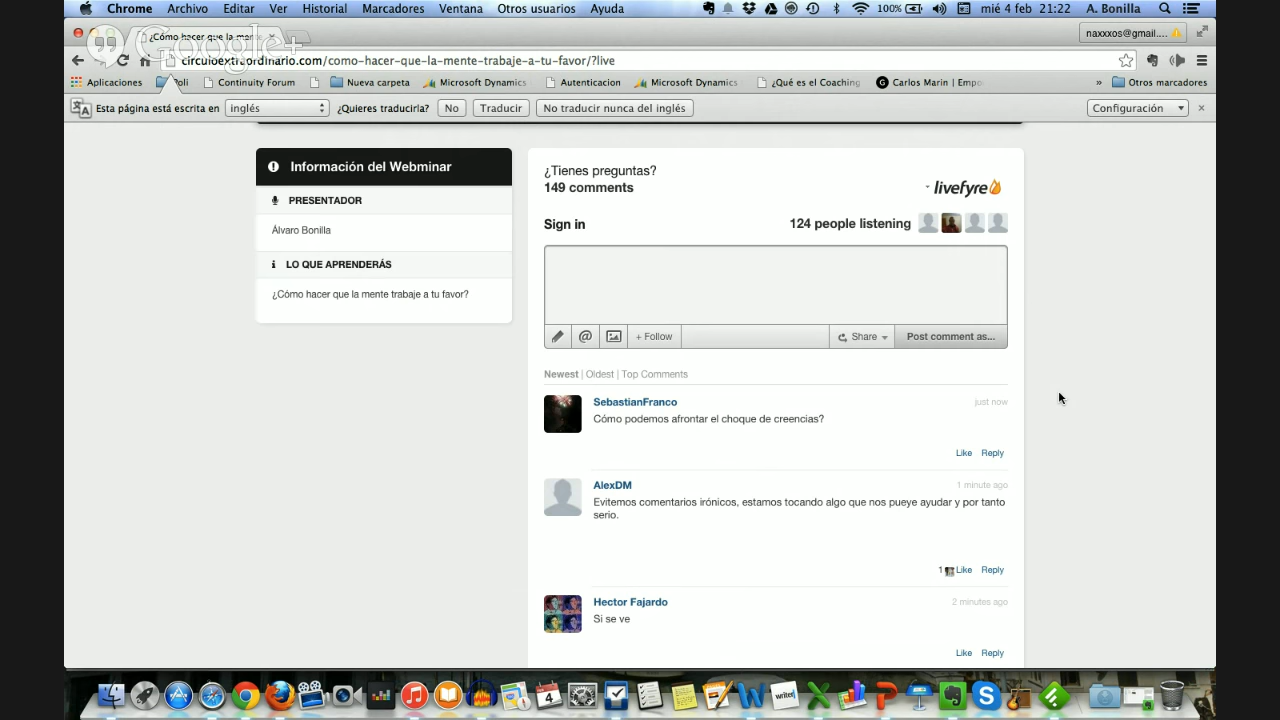 Chrome Archivo Editar Ver Historial Marcadores Ventana Otros usuarios Ayuda 100% mié 4 feb 21:22 A. Bonilla
¿Cómo hacer que la mente
naxxxos@gmail....
Google+
circuloextraordinario.com/como-hacer-que-la-mente-trabaje-a-tu-favor/?live
Aplicaciones Continuity Forum Nueva carpeta Microsoft Dynamics Autenticacion Microsoft Dynamics ¿Qué es el Coaching Carlos Marin | Empo » Otros marcadores
Esta página está escrita en inglés ¿Quieres traducirla? No Traducir No traducir nunca del inglés Configuración
Información del Webminar
PRESENTADOR
Álvaro Bonilla
LO QUE APRENDERÁS
¿Cómo hacer que la mente trabaje a tu favor?
¿Tienes preguntas?
149 comments
livefyre
Sign in
124 people listening
@ + Follow Share Post comment as...
Newest | Oldest | Top Comments
SebastianFranco just now
Cómo podemos afrontar el choque de creencias?
Like Reply
AlexDM 1 minute ago
Evitemos comentarios irónicos, estamos tocando algo que nos pueye ayudar y por tanto
serio.
1 Like Reply
Hector Fajardo 2 minutes ago
Si se ve
Like Reply